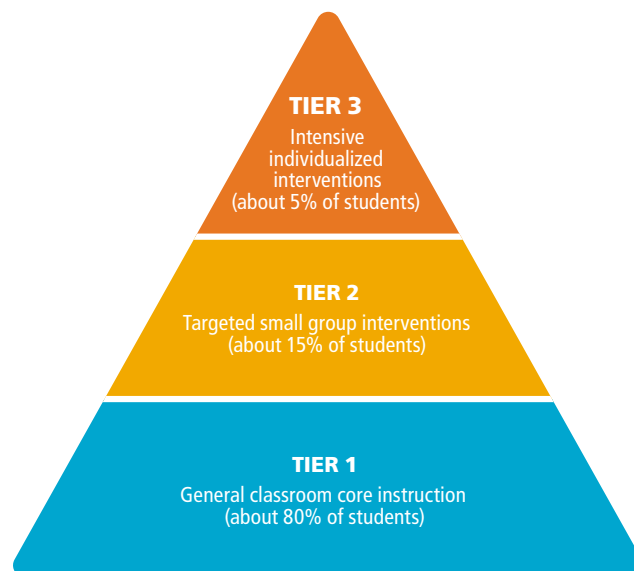 TIER 3
Intensive
individualized
interventions
(about 5% of students)
TIER 2
Targeted small group interventions
(about 15% of students)
TIER 1
General classroom core instruction
(about 80% of students)